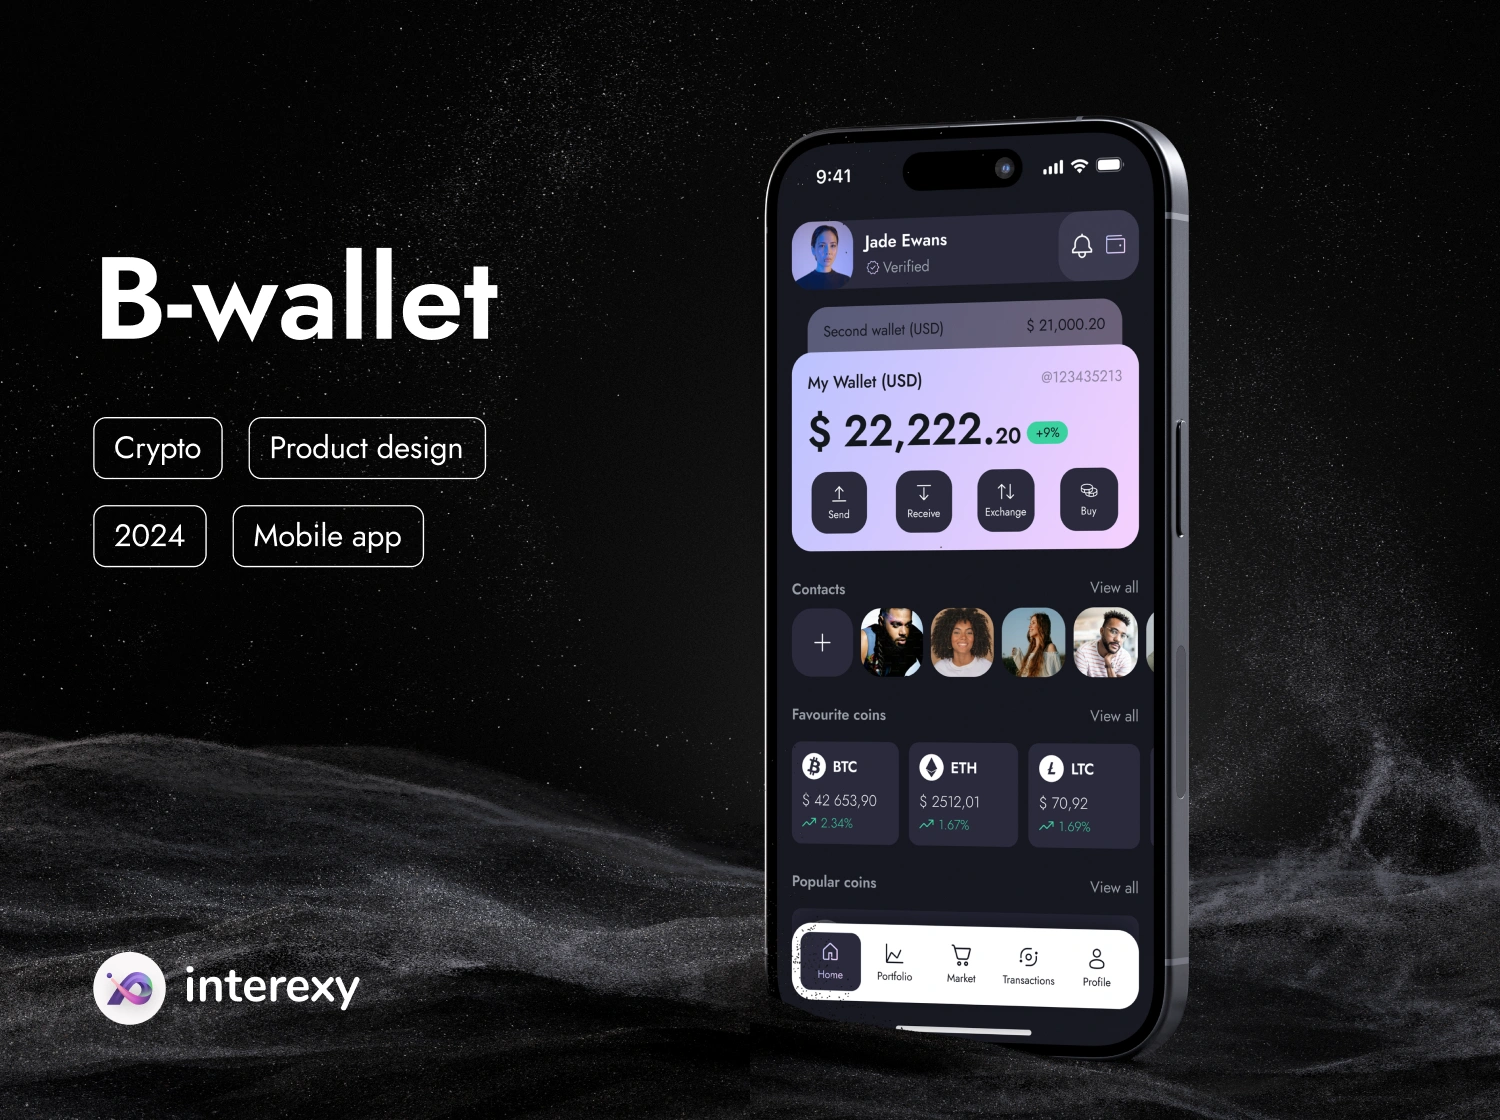 B-wallet
Crypto
Product design
2024
Mobile app
interexy
9:41
Jade Ewans
Verified
Second wallet (USD)
$ 21,000.20
My Wallet (USD)
@123435213
$ 22,222.20
+9%
Send
Receive
Exchange
Buy
Contacts
View all
Favourite coins
View all
BTC
$ 42 653,90
2.34%
ETH
$ 2512,01
1.67%
LTC
$ 70,92
1.69%
Popular coins
View all
Home
Portfolio
Market
Transactions
Profile